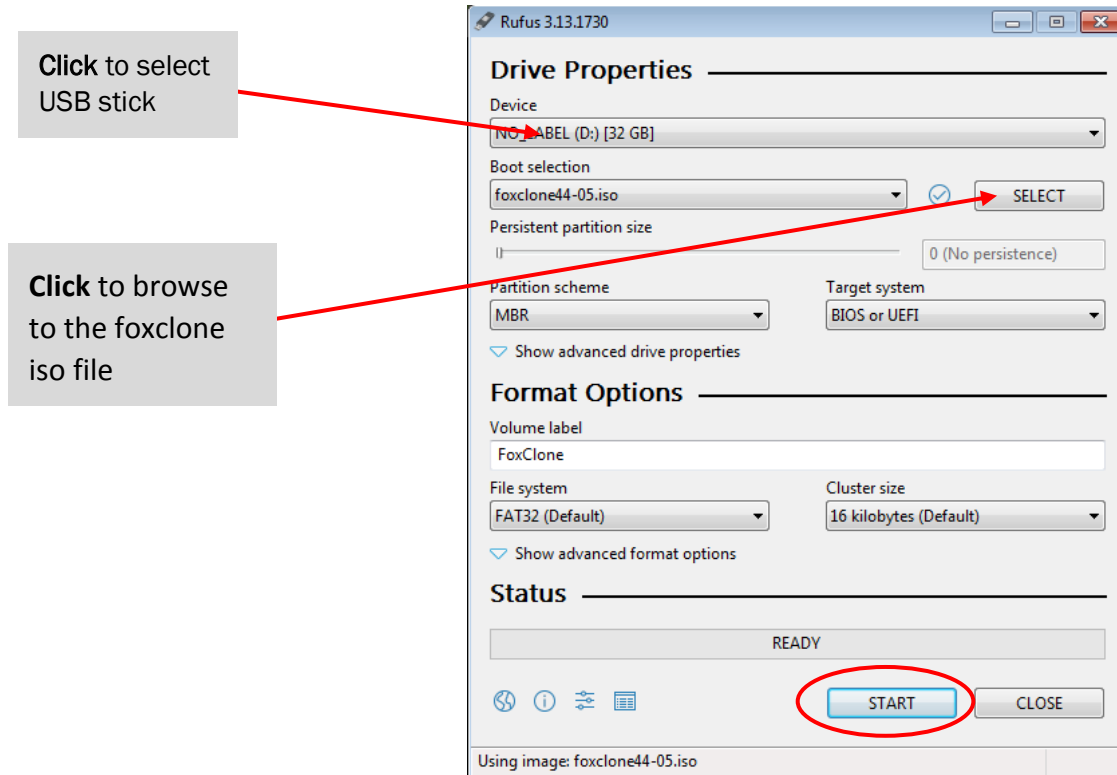 Rufus 3.13.1730
Click to select
USB stick
Drive Properties
Device
NO_LABEL (D:) [32 GB]
Boot selection
foxclone44-05.iso
SELECT
Persistent partition size
0 (No persistence)
Click to browse
to the foxclone
iso file
Partition scheme
Target system
MBR
BIOS or UEFI
Show advanced drive properties
Format Options
Volume label
FoxClone
File system
Cluster size
FAT32 (Default)
16 kilobytes (Default)
Show advanced format options
Status
READY
START
CLOSE
Using image: foxclone44-05.iso